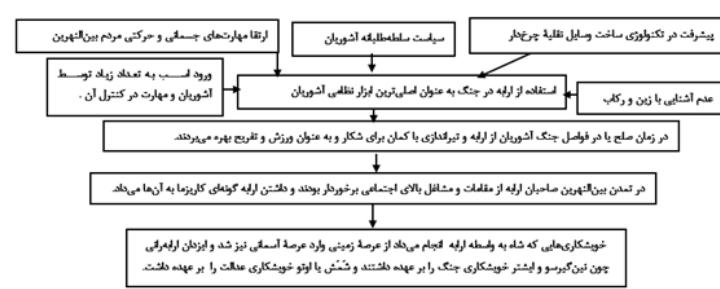 پیشرفت در تکنولوژی ساخت وسایل نقلیۀ چرخ‌دار
سیاست سلطه‌طلبانه آشوریان
ارتقا مهارت‌های جسمانی و حرکتی مردم بین‌النهرین
ورود اسب به تعداد زیاد توسط
آشوریان و مهارت در کنترل آن .
استفاده از ارابه در جنگ به عنوان اصلی‌ترین ابزار نظامی آشوریان
عدم آشنایی با زین و رکاب
در زمان صلح یا در فواصل جنگ آشوریان از ارابه و تیراندازی با کمان برای شکار و به عنوان ورزش و تفریح بهره می‌بردند.
در تمدن بین‌النهرین صاحبان ارابه از مقامات و مشاغل بالای اجتماعی برخوردار بودند و داشتن ارابه گونه‌ای کاریزما به آن‌ها می‌داد.
خویشکاری‌هایی که شاه به واسطه ارابه انجام می‌داد از عرصۀ زمینی وارد عرصۀ آسمانی نیز شد و ایزدان ارابه‌رانی
چون نین‌گیرسو و ایشتر خویشکاری جنگ را بر عهده داشتند و شَمَش یا اوتو خویشکاری عدالت را بر عهده داشت.